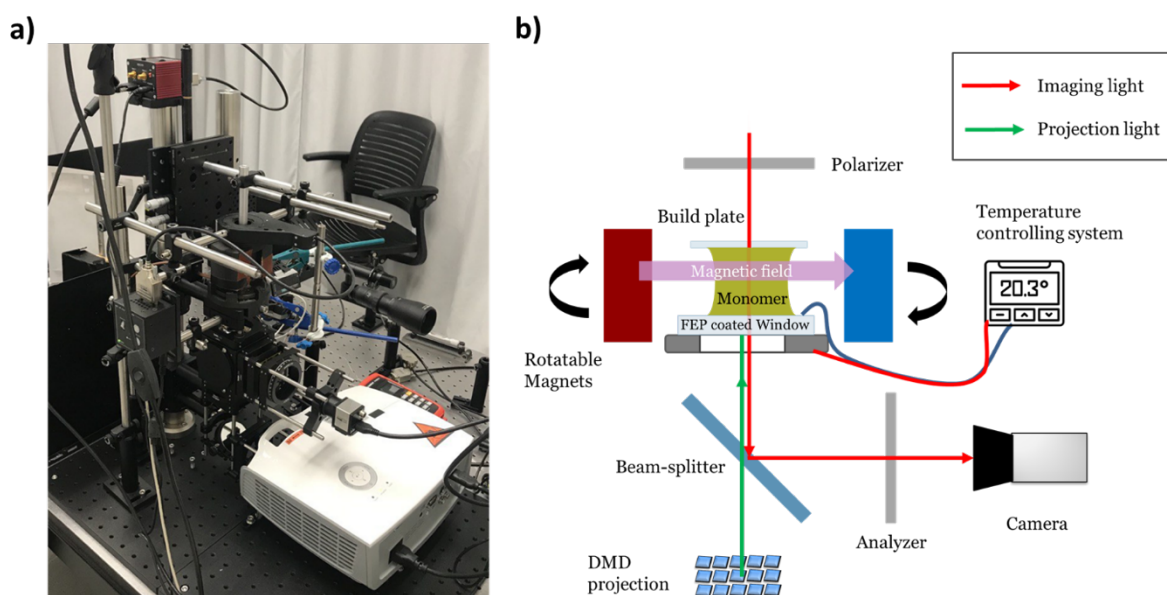 a)
b)
Imaging light
Projection light
Polarizer
Build plate
Temperature
controlling system
Magnetic field
20.3°
Monomer
FEP coated Window
Rotatable
Magnets
Beam-splitter
Camera
Analyzer
DMD
projection